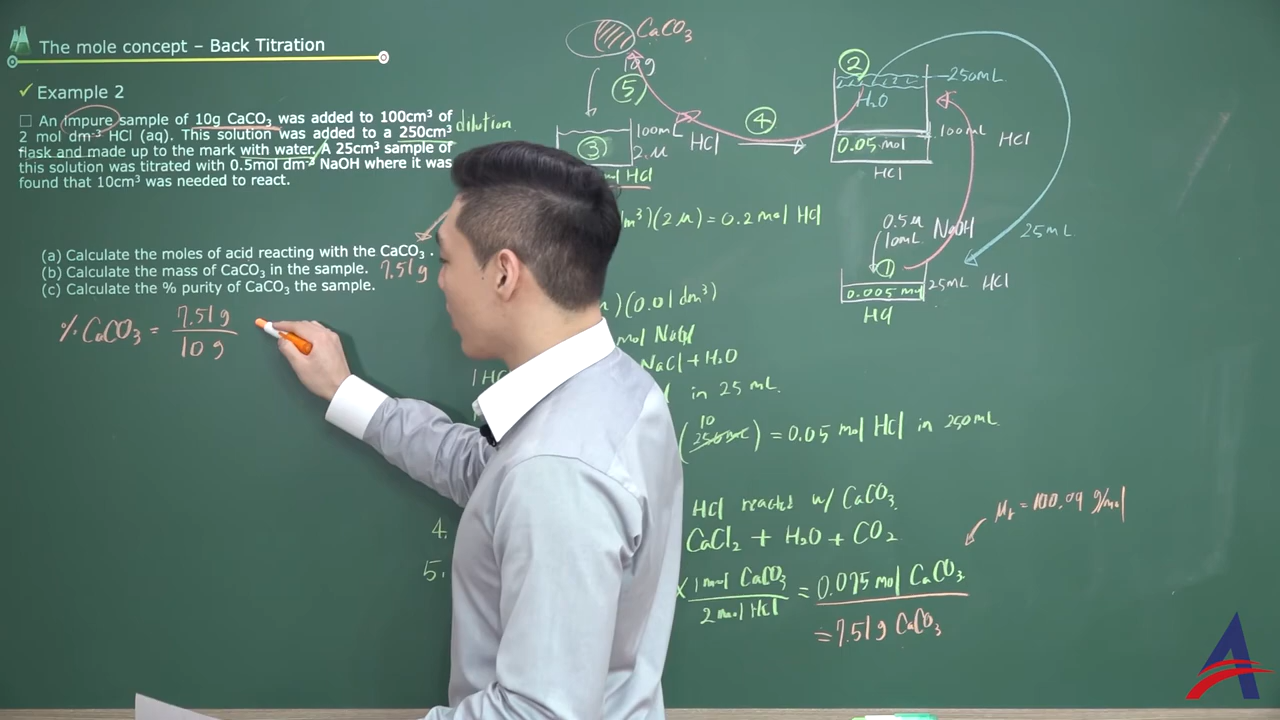 The mole concept – Back Titration
Example 2
An Impure sample of 10g CaCO₃ was added to 100cm³ of
2 mol dm⁻³ HCl (aq). This solution was added to a 250cm³ dilution
flask and made up to the mark with water. A 25cm³ sample of
this solution was titrated with 0.5mol dm⁻³ NaOH where it was
found that 10cm³ was needed to react.
(a) Calculate the moles of acid reacting with the CaCO₃.
(b) Calculate the mass of CaCO₃ in the sample. 7.51 g
(c) Calculate the % purity of CaCO₃ the sample.
% CaCO₃ = 7.51 g
10 g
CaCO₃
10g
⑤
③
100mL
2M
HCl
HCl
④
②
250mL
H₂O
100mL HCl
0.05 mol
HCl
0.5M NaOH
10mL
25mL
①
0.005
25mL HCl
HCl
m³)(2M) = 0.2 mol HCl
)(0.01 dm³)
mol NaOH
NaCl + H₂O
1HC
in 25 mL
10
250mL ) = 0.05 mol HCl in 250mL
HCl reacted w/ CaCO₃
4.
CaCl₂ + H₂O + CO₂
5.
x 1 mol CaCO₃ = 0.075 mol CaCO₃
2 mol HCl
= 7.51 g CaCO₃
Mr = 100.09 g/mol